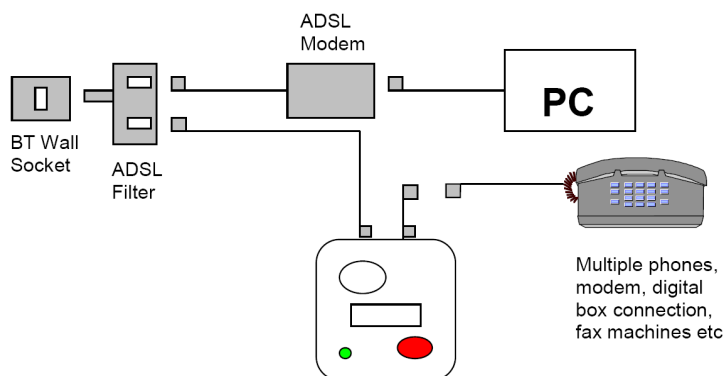 ADSL
Modem
PC
BT Wall
Socket
ADSL
Filter
Multiple phones,
modem, digital
box connection,
fax machines etc